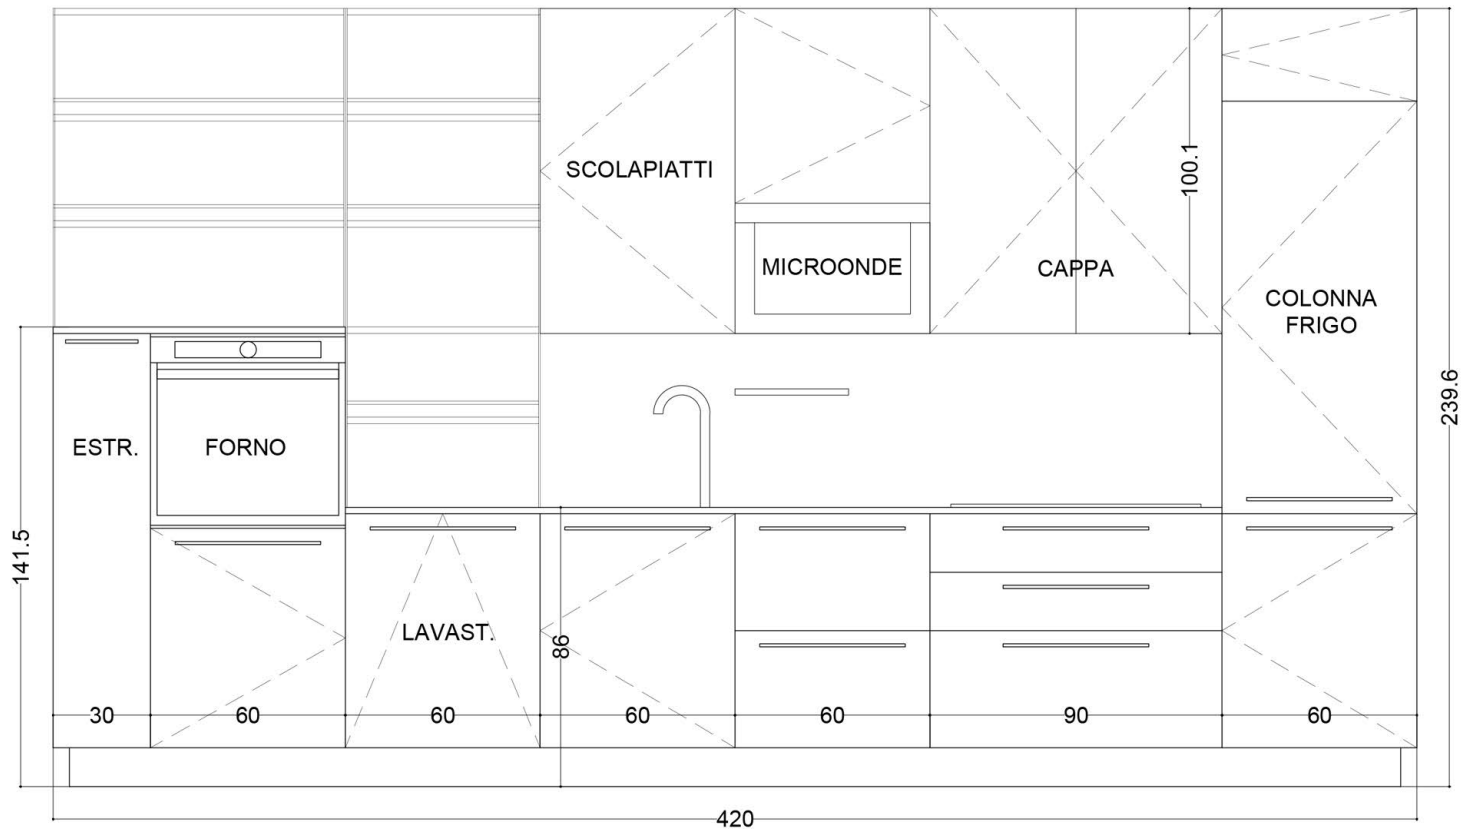 SCOLAPIATTI
100.1
MICROONDE
CAPPA
COLONNA
FRIGO
239.6
ESTR.
FORNO
141.5
LAVAST.
86
30
60
60
60
60
90
60
420